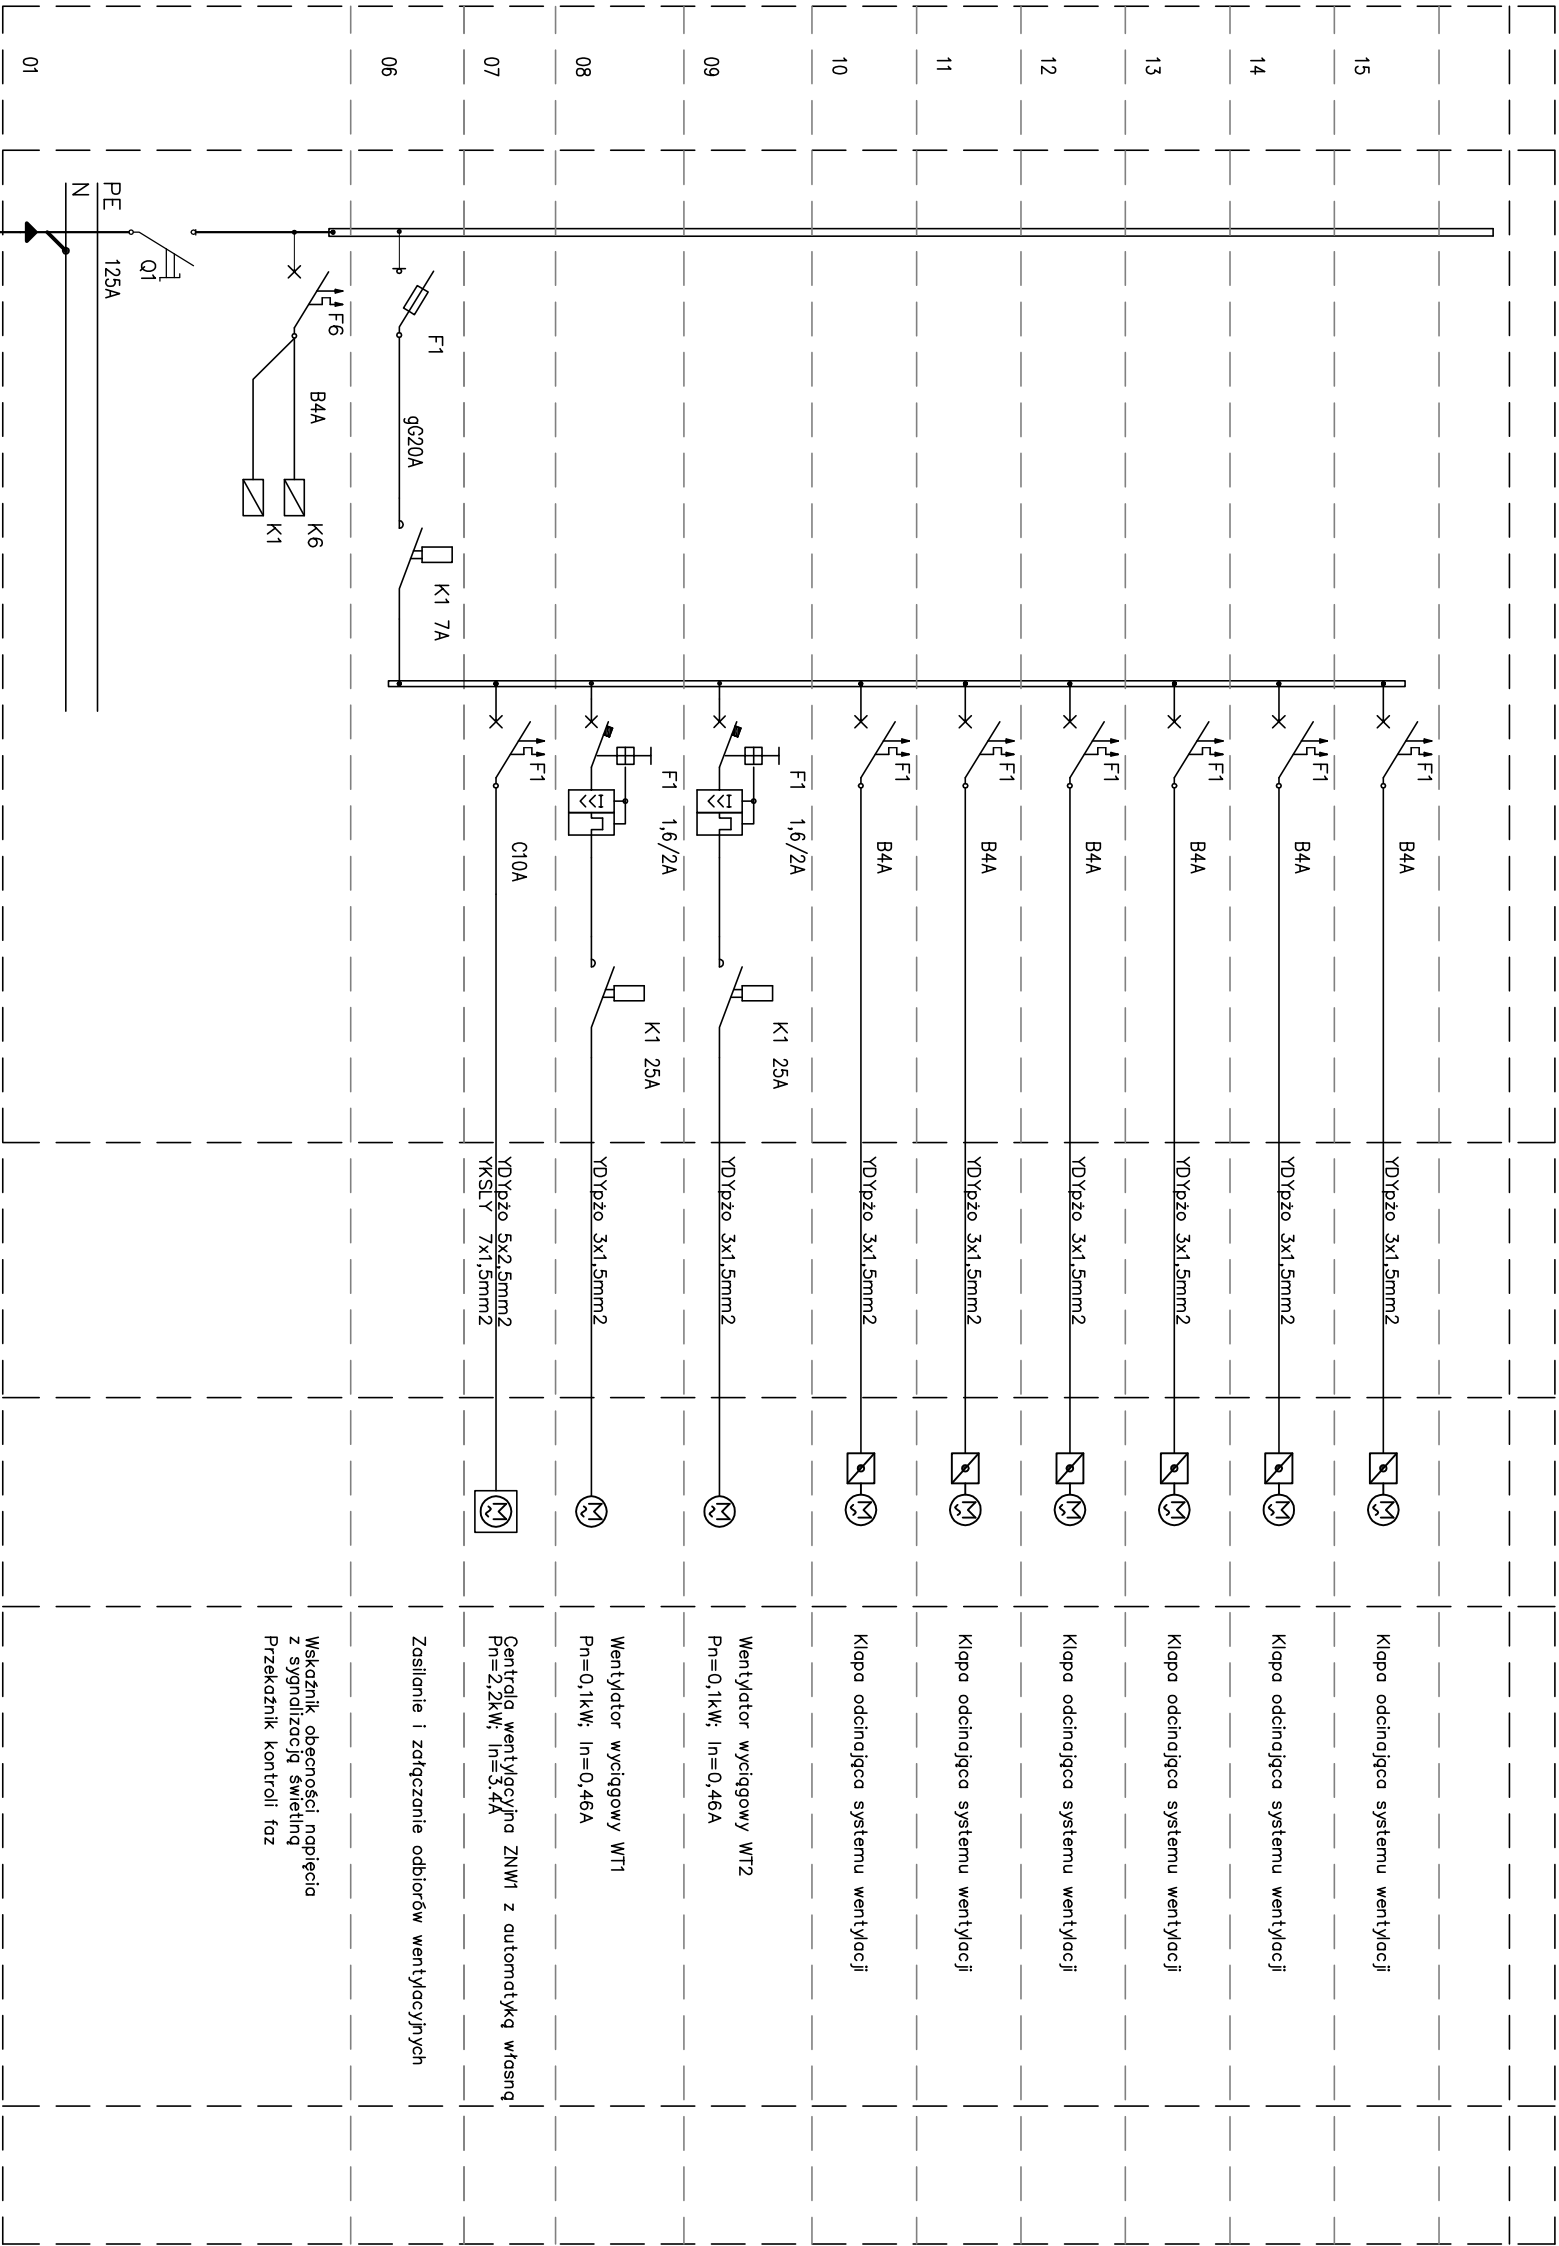 01
06
07
08
09
10
11
12
13
14
15
PE
N
125A
Q1
F6
B4A
K1
K6
F1
gG20A
K1 7A
F1
C10A
YDYpżo 5x2,5mm2
YKSLY 7x1,5mm2
F1 1,6/2A
K1 25A
YDYpżo 3x1,5mm2
F1 1,6/2A
K1 25A
YDYpżo 3x1,5mm2
F1
B4A
YDYpżo 3x1,5mm2
F1
B4A
YDYpżo 3x1,5mm2
F1
B4A
YDYpżo 3x1,5mm2
F1
B4A
YDYpżo 3x1,5mm2
F1
B4A
YDYpżo 3x1,5mm2
F1
B4A
YDYpżo 3x1,5mm2
M
~
M
~
M
~
M
~
M
~
M
~
M
~
M
~
M
~
Wskaźnik obecności napięcia
z sygnalizacją świetlną
Przekaźnik kontroli faz
Zasilanie i załączanie odbiorów wentylacyjnych
Centrala wentylacyjna ZNW1 z automatyką własną
Pn=2,2kW; In=3.4A
Wentylator wyciągowy WT1
Pn=0,1kW; In=0,46A
Wentylator wyciągowy WT2
Pn=0,1kW; In=0,46A
Klapa odcinająca systemu wentylacji
Klapa odcinająca systemu wentylacji
Klapa odcinająca systemu wentylacji
Klapa odcinająca systemu wentylacji
Klapa odcinająca systemu wentylacji
Klapa odcinająca systemu wentylacji